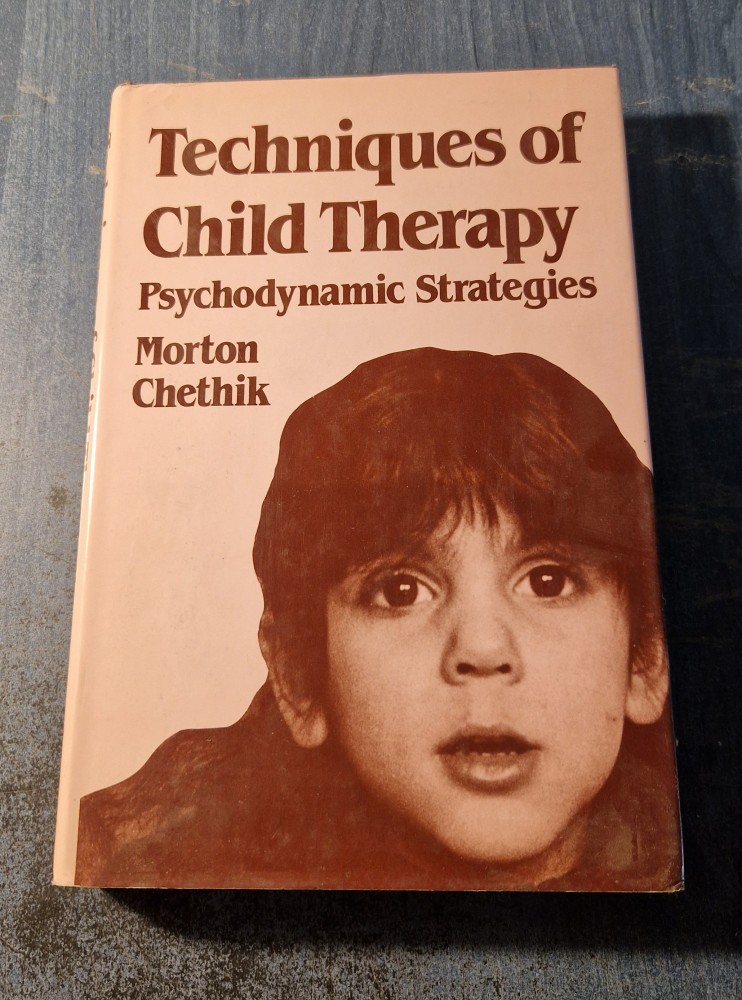 Techniques of
Child Therapy
Psychodynamic Strategies
Morton
Chethik